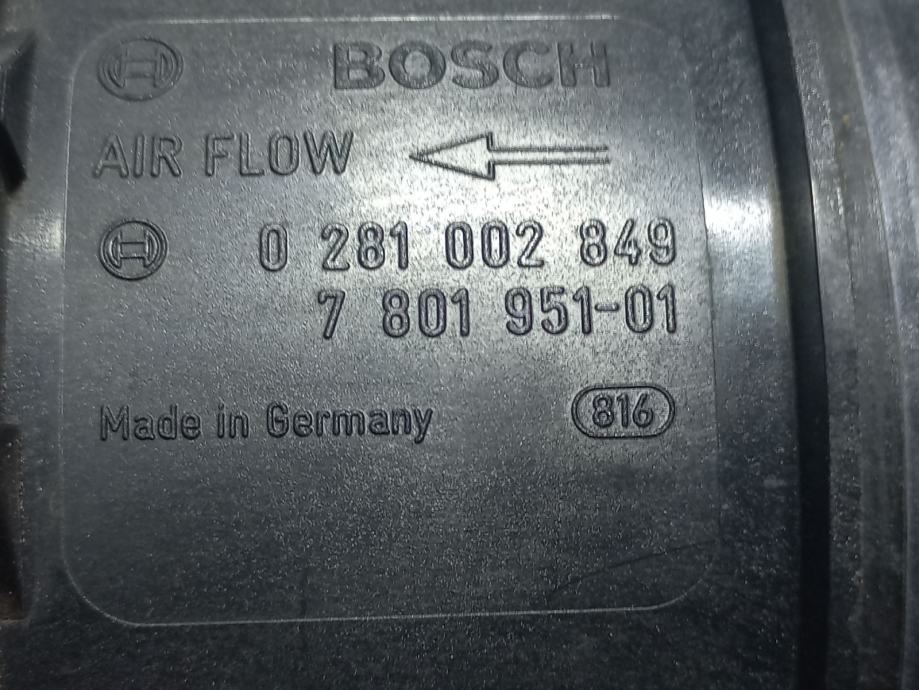 BOSCH
AIR FLOW
0 281 002 849
7 801 951-01
Made in Germany 816